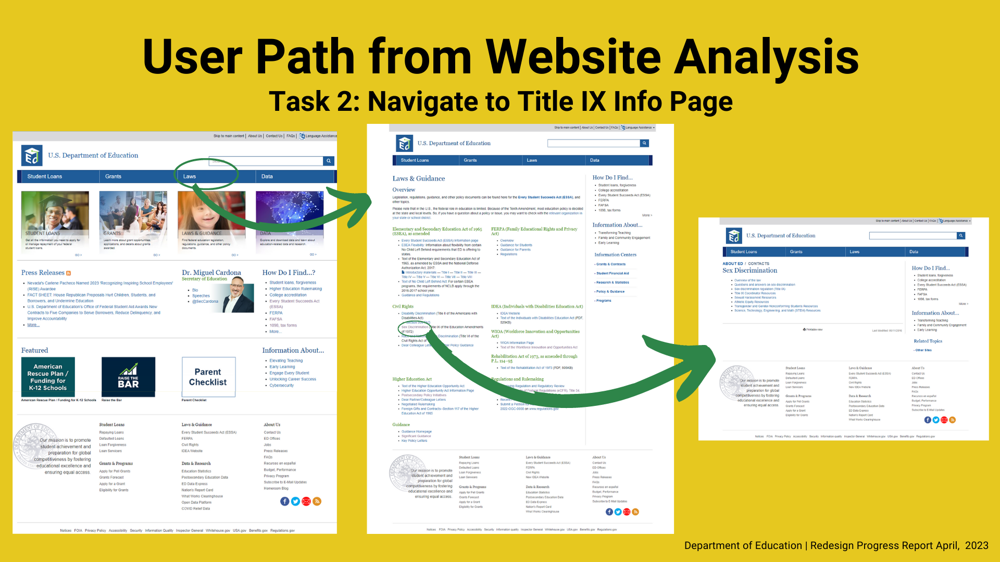 User Path from Website Analysis
Task 2: Navigate to Title IX Info Page
Skip to main content | About Us | Contact Us | FAQs | Language Assistance
U.S. Department of Education
Student Loans
Grants
Laws
Data
STUDENT LOANS
Get all the information you need to apply for
or manage repayment of your federal
student loans.
GO >
GRANTS
Learn more about grant opportunities,
applications, and details about grants
awarded.
GO >
LAWS & GUIDANCE
Find federal education legislation,
regulations, guidance, and other policy
documents.
GO >
DATA
Explore and download data and learn about
education-related data and research.
GO >
Press Releases
Nevada's Carlene Pacheco Named 2023 'Recognizing Inspiring School Employees'
(RISE) Awardee
FACT SHEET: House Republican Proposals Hurt Children, Students, and
Borrowers, and Undermine Education
U.S. Department of Education's Office of Federal Student Aid Awards New
Contracts to Five Companies to Serve Borrowers, Reduce Delinquency, and
Improve Accountability
More...
Dr. Miguel Cardona
Secretary of Education
Bio
Speeches
@SecCardona
How Do I Find...?
Student loans, forgiveness
Higher Education Rulemaking
College accreditation
Every Student Succeeds Act
(ESSA)
FERPA
FAFSA
1098, tax forms
More...
Featured
American
Rescue Plan /
Funding for
K-12 Schools
American Rescue Plan / Funding for K-12 Schools
RAISE THE
BAR
Raise the Bar
Parent
Checklist
Parent Checklist
Information About...
Elevating Teaching
Early Learning
Engage Every Student
Unlocking Career Success
Cybersecurity
Our mission is to promote
student achievement and
preparation for global
competitiveness by fostering
educational excellence and
ensuring equal access.
Student Loans
Repaying Loans
Defaulted Loans
Loan Forgiveness
Loan Servicers
Grants & Programs
Apply for Pell Grants
Grants Forecast
Apply for a Grant
Eligibility for Grants
Laws & Guidance
Every Student Succeeds Act (ESSA)
FERPA
Civil Rights
IDEA Website
Data & Research
Education Statistics
Postsecondary Education Data
ED Data Express
Nation's Report Card
What Works Clearinghouse
Open Data Platform
COVID Relief Data
About Us
Contact Us
ED Offices
Jobs
Press Releases
FAQs
Recursos en español
Budget, Performance
Privacy Program
Subscribe to E-Mail Updates
Homeroom Blog
Notices FOIA Privacy Policy Accessibility Security Information Quality Inspector General Whitehouse.gov USA.gov Benefits.gov Regulations.gov
Skip to main content | About Us | Contact Us | FAQs | Language Assistance
U.S. Department of Education
Student Loans
Grants
Laws
Data
Laws & Guidance
Overview
Legislation, regulations, guidance, and other policy documents can be found here for the Every Student Succeeds Act (ESSA), and
other topics.
Please note that in the U.S., the federal role in education is limited. Because of the Tenth Amendment, most education policy is decided
at the state and local levels. So, if you have a question about a policy or issue, you may want to check with the relevant organization in
your state or school district.
Elementary and Secondary Education Act of 1965
(ESEA), as amended
Every Student Succeeds Act (ESSA) Information page
ESEA Flexibility: Information about flexibility from certain
No Child Left Behind requirements that ED is offering to
states.
Text of the Elementary and Secondary Education Act of
1965, as amended by ESSA and the National Defense
Authorization Act, 2017:
Introductory materials — Title I — Title II — Title III —
Title IV — Title V — Title VI — Title VII — Title VIII
Text of No Child Left Behind Act: For certain ESEA
programs, the requirements of NCLB apply through the
2016-2017 school year.
Guidance and Regulations
FERPA (Family Educational Rights and Privacy
Act)
Overview
Guidance for Students
Guidance for Parents
Regulations
Civil Rights
Disability Discrimination (Title II of the Americans with
Disabilities Act)
Section 504 FAQ
Sex Discrimination (Title IX of the Education Amendments
of 1972)
Discrimination (Title VI of the
Civil Rights Act of
Dear Colleague Policy Guidance
IDEA (Individuals with Disabilities Education Act)
IDEA Website
Text of the Individuals with Disabilities Education Act (PDF,
529KB)
WIOA (Workforce Innovation and Opportunities
Act)
WIOA Information Page
Text of the Workforce Innovation and Opportunities Act
Rehabilitation Act of 1973, as amended through
P.L. 114-95
Text of the Rehabilitation Act of 1973 (PDF, 505KB)
Higher Education Act
Text of the Higher Education Opportunity Act
Higher Education Opportunity Act Information Page
Postsecondary Policy Initiatives
Dear Partner/Colleague Letters
Negotiated Rulemaking
Foreign Gifts and Contracts--Section 117 of the Higher
Education Act of 1965
Regulations and Rulemaking
Regulation and Regulatory Review
of Federal Regulations (eCFR), Title 34,
Recent
Submit a Petition for
2022-OGC-0050 on www.regulations.gov
Guidance
Guidance Homepage
Significant Guidance
Key Policy Letters
How Do I Find...
Student loans, forgiveness
College accreditation
Every Student Succeeds Act (ESSA)
FERPA
FAFSA
1098, tax forms
More >
Information About...
Transforming Teaching
Family and Community Engagement
Early Learning
Information Centers
Grants & Contracts
Student Financial Aid
Research & Statistics
Policy & Guidance
Programs
Our mission is to promote
student achievement and
preparation for global
competitiveness by fostering
educational excellence and
ensuring equal access.
Student Loans
Repaying Loans
Defaulted Loans
Loan Forgiveness
Loan Servicers
Grants & Programs
Apply for Pell Grants
Grants Forecast
Apply for a Grant
Eligibility for Grants
Laws & Guidance
Every Student Succeeds Act (ESSA)
FERPA
Civil Rights
New IDEA Website
Data & Research
Education Statistics
Postsecondary Education Data
ED Data Express
Nation's Report Card
What Works Clearinghouse
About Us
Contact Us
ED Offices
Jobs
Press Releases
FAQs
Recursos en español
Budget, Performance
Privacy Program
Subscribe to E-Mail Updates
Notices FOIA Privacy Policy Accessibility Security Information quality Inspector General Whitehouse.gov USA.gov Benefits.gov Regulations.gov
Skip to main content | About Us | Contact Us | FAQs | Language Assistance
U.S. Department of Education
Student Loans
Grants
Laws
Data
ABOUT ED / CONTACTS
Sex Discrimination
Overview of the law
Questions and answers on sex discrimination
Sex discrimination regulation (Title IX)
Title IX Coordinator Resources
Sexual Harassment Resources
Athletic Equity Resources
Transgender and Gender-Nonconforming Students Resources
Science, Technology, Engineering, and Math (STEM) Resources
Printable view
Last Modified: 05/11/2016
How Do I Find...
Student loans, forgiveness
College accreditation
Every Student Succeeds Act (ESSA)
FERPA
FAFSA
1098, tax forms
More >
Information About...
Transforming Teaching
Family and Community Engagement
Early Learning
Related Topics
Other Sites
Our mission is to promote
student achievement and
preparation for global
competitiveness by fostering
educational excellence and
ensuring equal access.
Student Loans
Repaying Loans
Defaulted Loans
Loan Forgiveness
Loan Servicers
Grants & Programs
Apply for Pell Grants
Grants Forecast
Apply for a Grant
Eligibility for Grants
Laws & Guidance
Every Student Succeeds Act (ESSA)
FERPA
Civil Rights
New IDEA Website
Data & Research
Education Statistics
Postsecondary Education Data
ED Data Express
Nation's Report Card
What Works Clearinghouse
About Us
Contact Us
ED Offices
Jobs
Press Releases
FAQs
Recursos en español
Budget, Performance
Privacy Program
Subscribe to E-Mail Updates
Notices FOIA Privacy Policy Accessibility Security Information quality Inspector General Whitehouse.gov USA.gov Benefits.gov Regulations.gov
Department of Education | Redesign Progress Report April, 2023